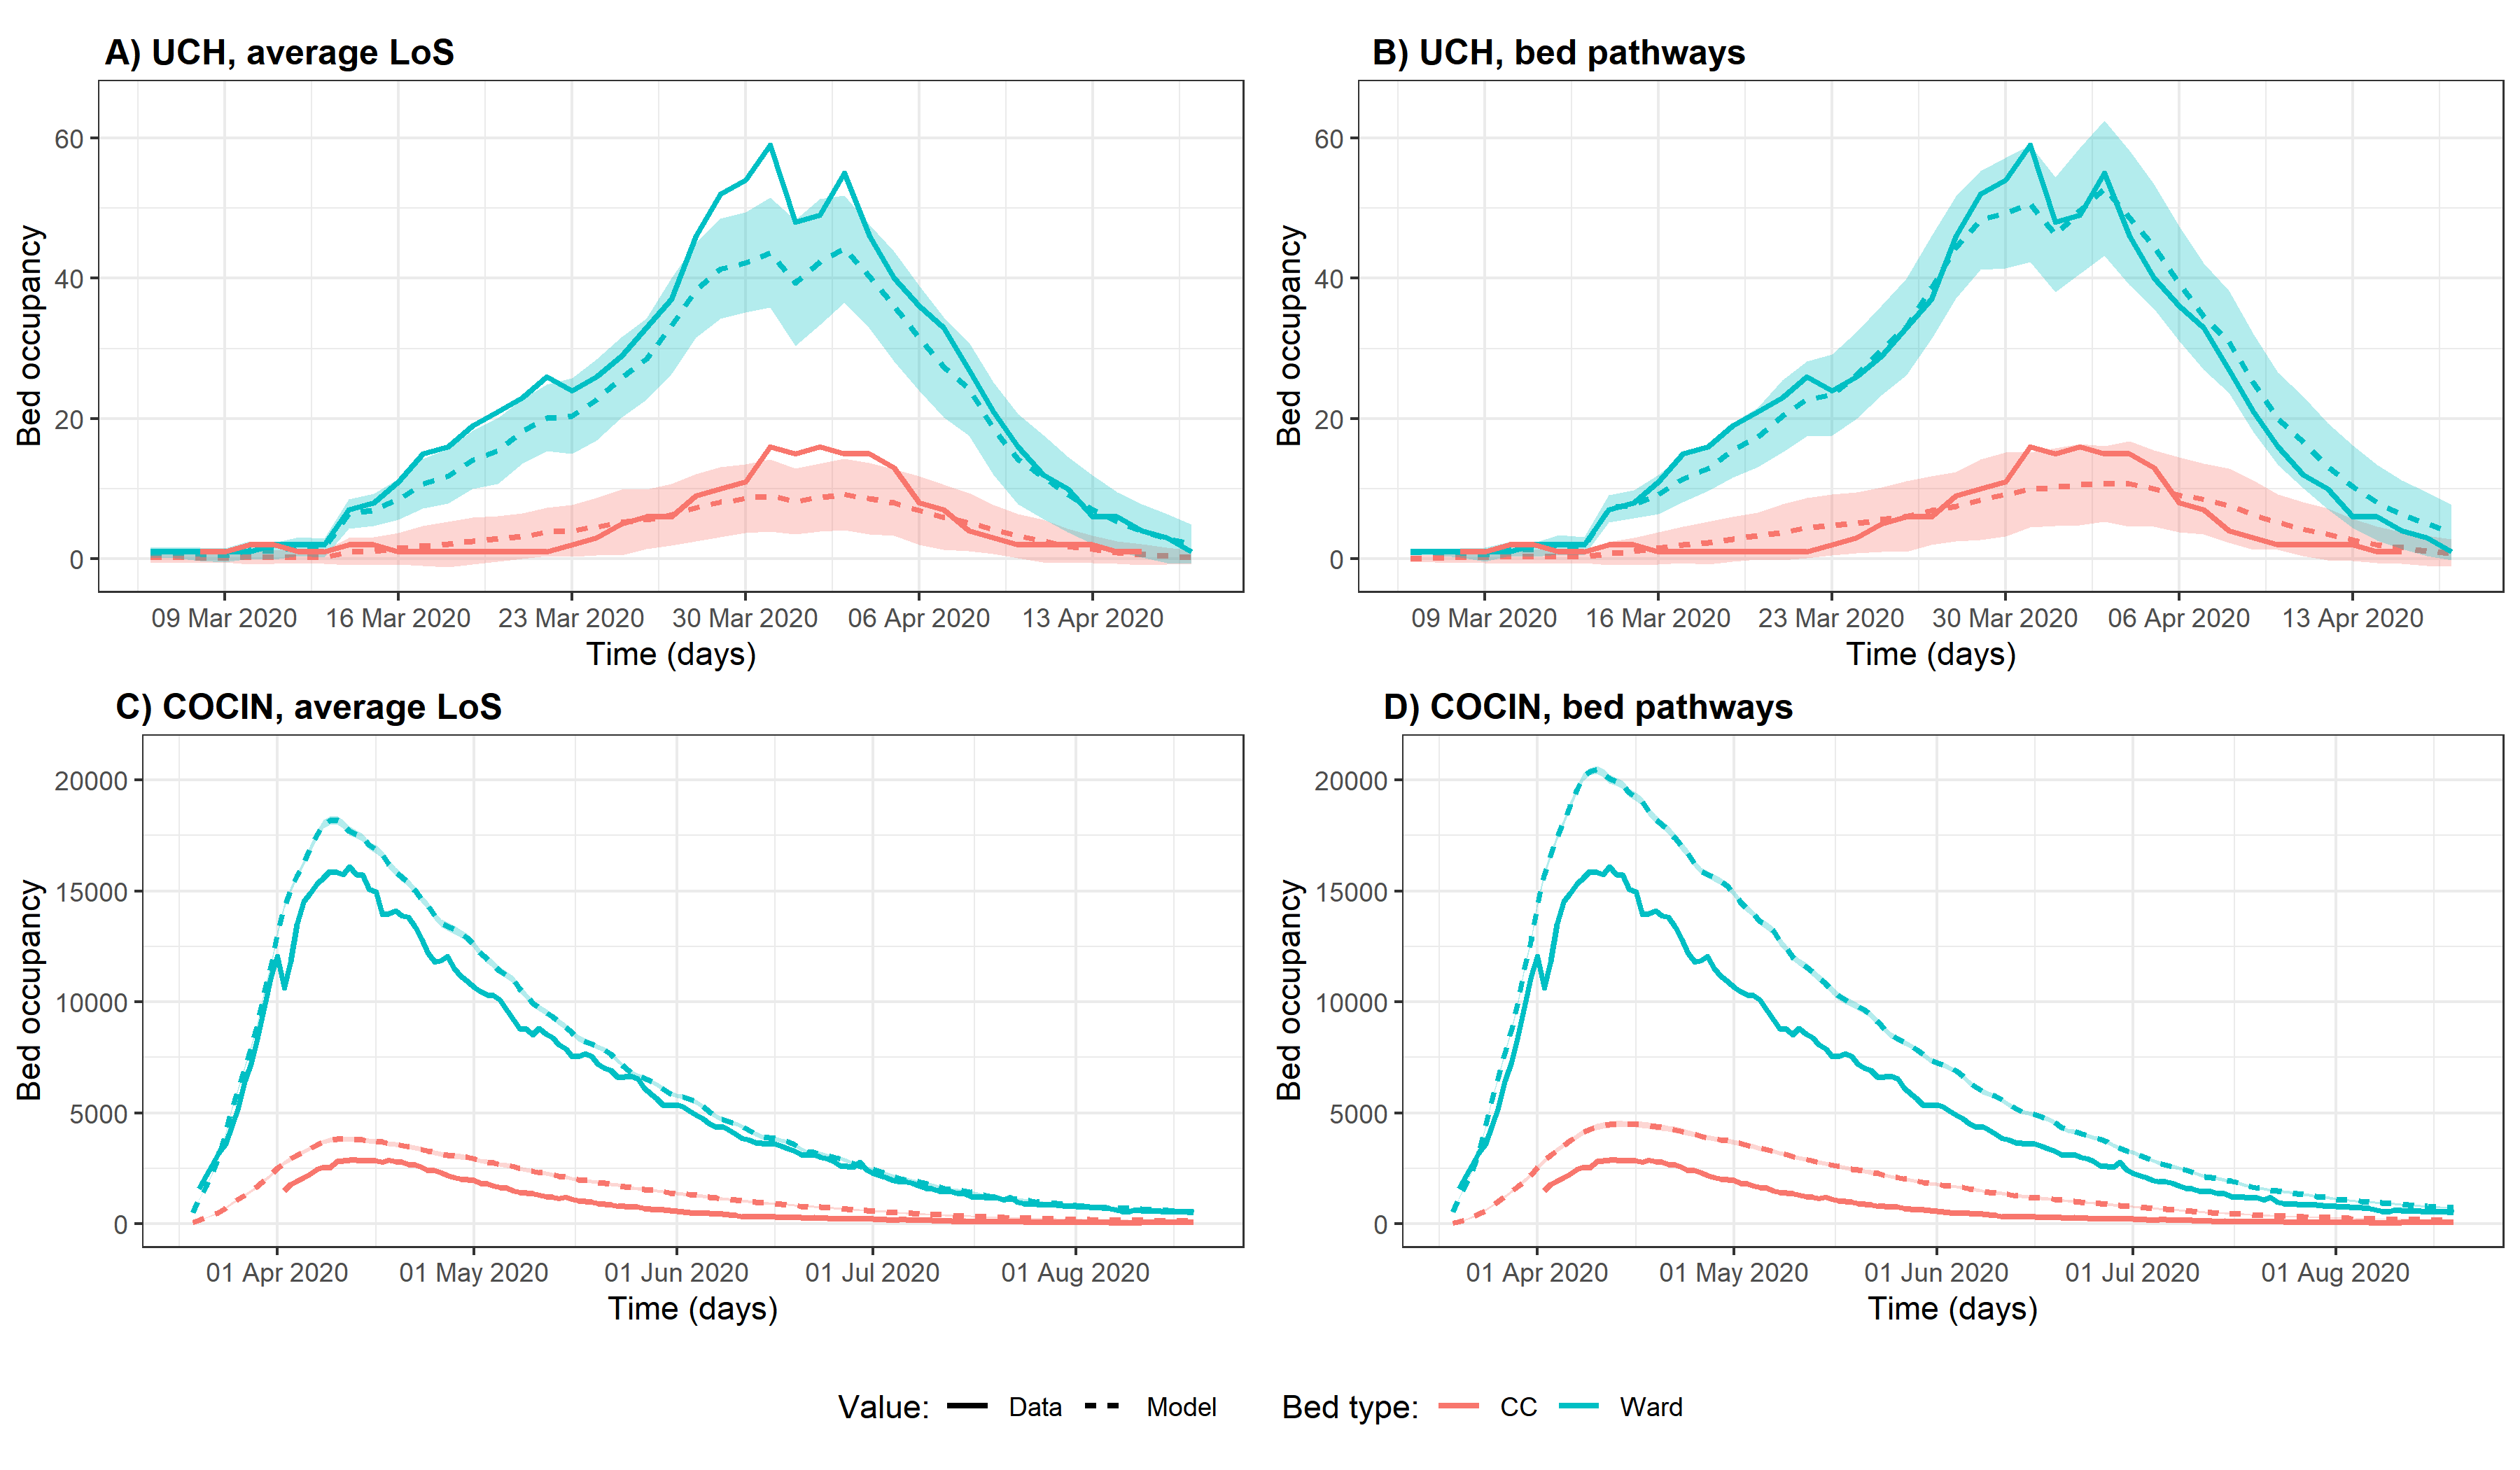 A) UCH, average LoS
Bed occupancy
60
40
20
0
09 Mar 2020 16 Mar 2020 23 Mar 2020 30 Mar 2020 06 Apr 2020 13 Apr 2020
Time (days)
B) UCH, bed pathways
Bed occupancy
60
40
20
0
09 Mar 2020 16 Mar 2020 23 Mar 2020 30 Mar 2020 06 Apr 2020 13 Apr 2020
Time (days)
C) COCIN, average LoS
Bed occupancy
20000
15000
10000
5000
0
01 Apr 2020 01 May 2020 01 Jun 2020 01 Jul 2020 01 Aug 2020
Time (days)
D) COCIN, bed pathways
Bed occupancy
20000
15000
10000
5000
0
01 Apr 2020 01 May 2020 01 Jun 2020 01 Jul 2020 01 Aug 2020
Time (days)
Value: Data Model Bed type: CC Ward